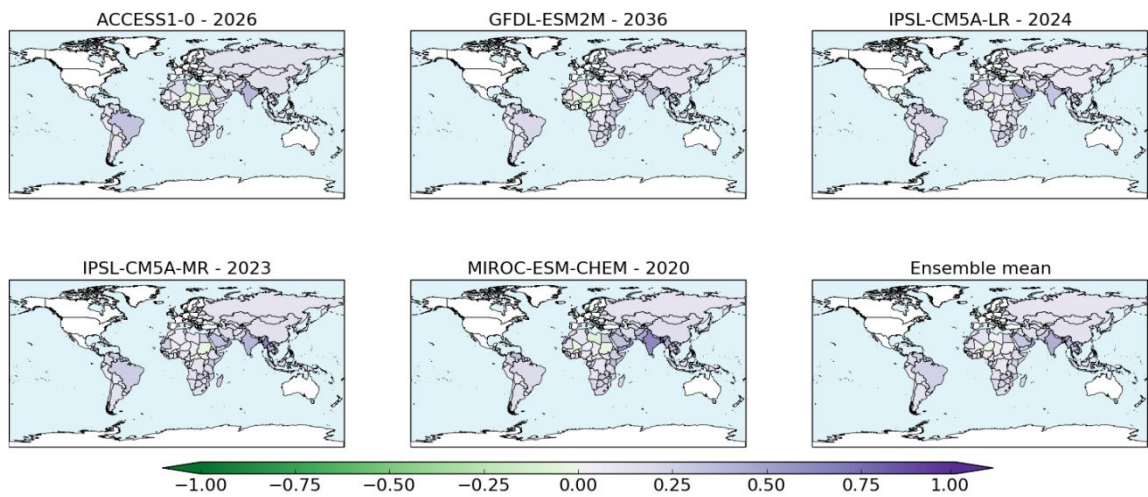 ACCESS1-0 - 2026
GFDL-ESM2M - 2036
IPSL-CM5A-LR - 2024
IPSL-CM5A-MR - 2023
MIROC-ESM-CHEM - 2020
Ensemble mean
−1.00 −0.75 −0.50 −0.25 0.00 0.25 0.50 0.75 1.00